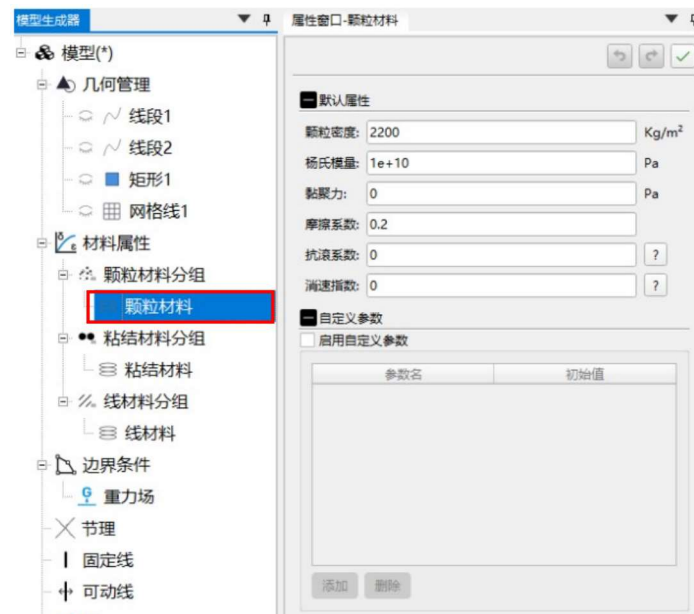 模型生成器
模型(*)
几何管理
线段1
线段2
矩形1
网格线1
材料属性
颗粒材料分组
颗粒材料
粘结材料分组
粘结材料
线材料分组
线材料
边界条件
G
重力场
节理
固定线
可动线
属性窗口-颗粒材料
默认属性
颗粒密度: 2200 Kg/m²
杨氏模量: 1e+10 Pa
黏聚力: 0 Pa
摩擦系数: 0.2
抗滚系数: 0 ?
消速指数: 0 ?
自定义参数
启用自定义参数
参数名 初始值
添加 删除